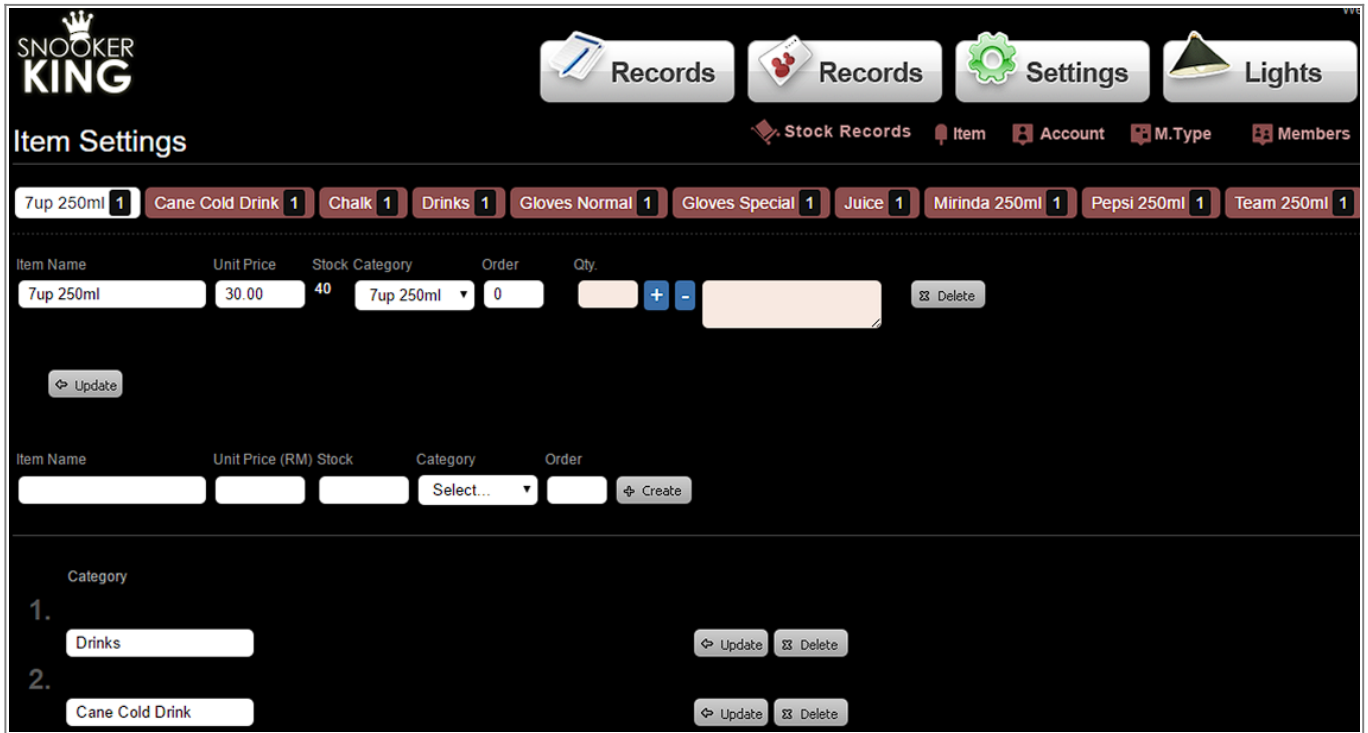 SNOOKER
KING
Records
Records
Settings
Lights
Item Settings
Stock Records
Item
Account
M.Type
Members
7up 250ml 1
Cane Cold Drink 1
Chalk 1
Drinks 1
Gloves Normal 1
Gloves Special 1
Juice 1
Mirinda 250ml 1
Pepsi 250ml 1
Team 250ml 1
Item Name Unit Price Stock Category Order Qty.
7up 250ml 30.00 40 7up 250ml 0 + - Delete
Update
Item Name Unit Price (RM) Stock Category Order
Select... Create
Category
1.
Drinks Update Delete
2.
Cane Cold Drink Update Delete